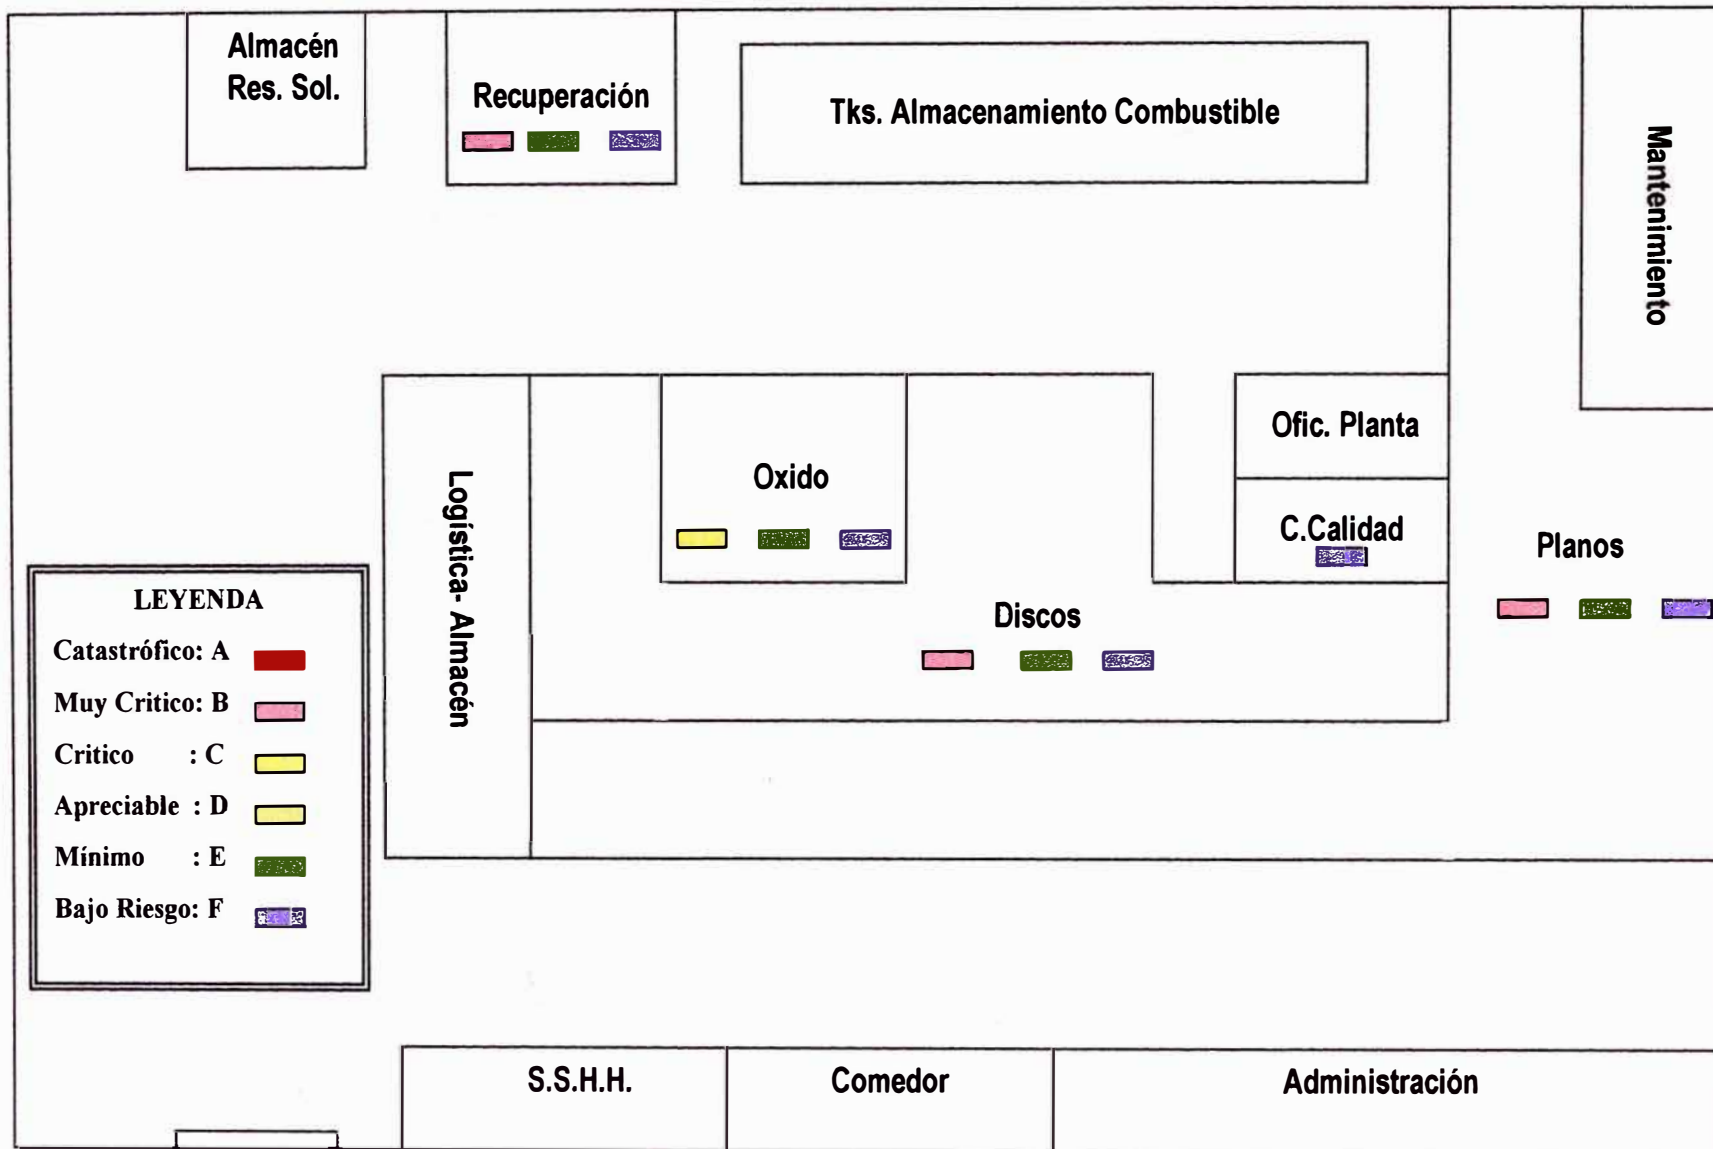 Almacén
Res. Sol.
Recuperación
Tks. Almacenamiento Combustible
Mantenimiento
Logística- Almacén
Oxido
Ofic. Planta
C.Calidad
Planos
Discos
LEYENDA
Catastrófico: A
Muy Critico: B
Critico : C
Apreciable : D
Mínimo : E
Bajo Riesgo: F
S.S.H.H.
Comedor
Administración